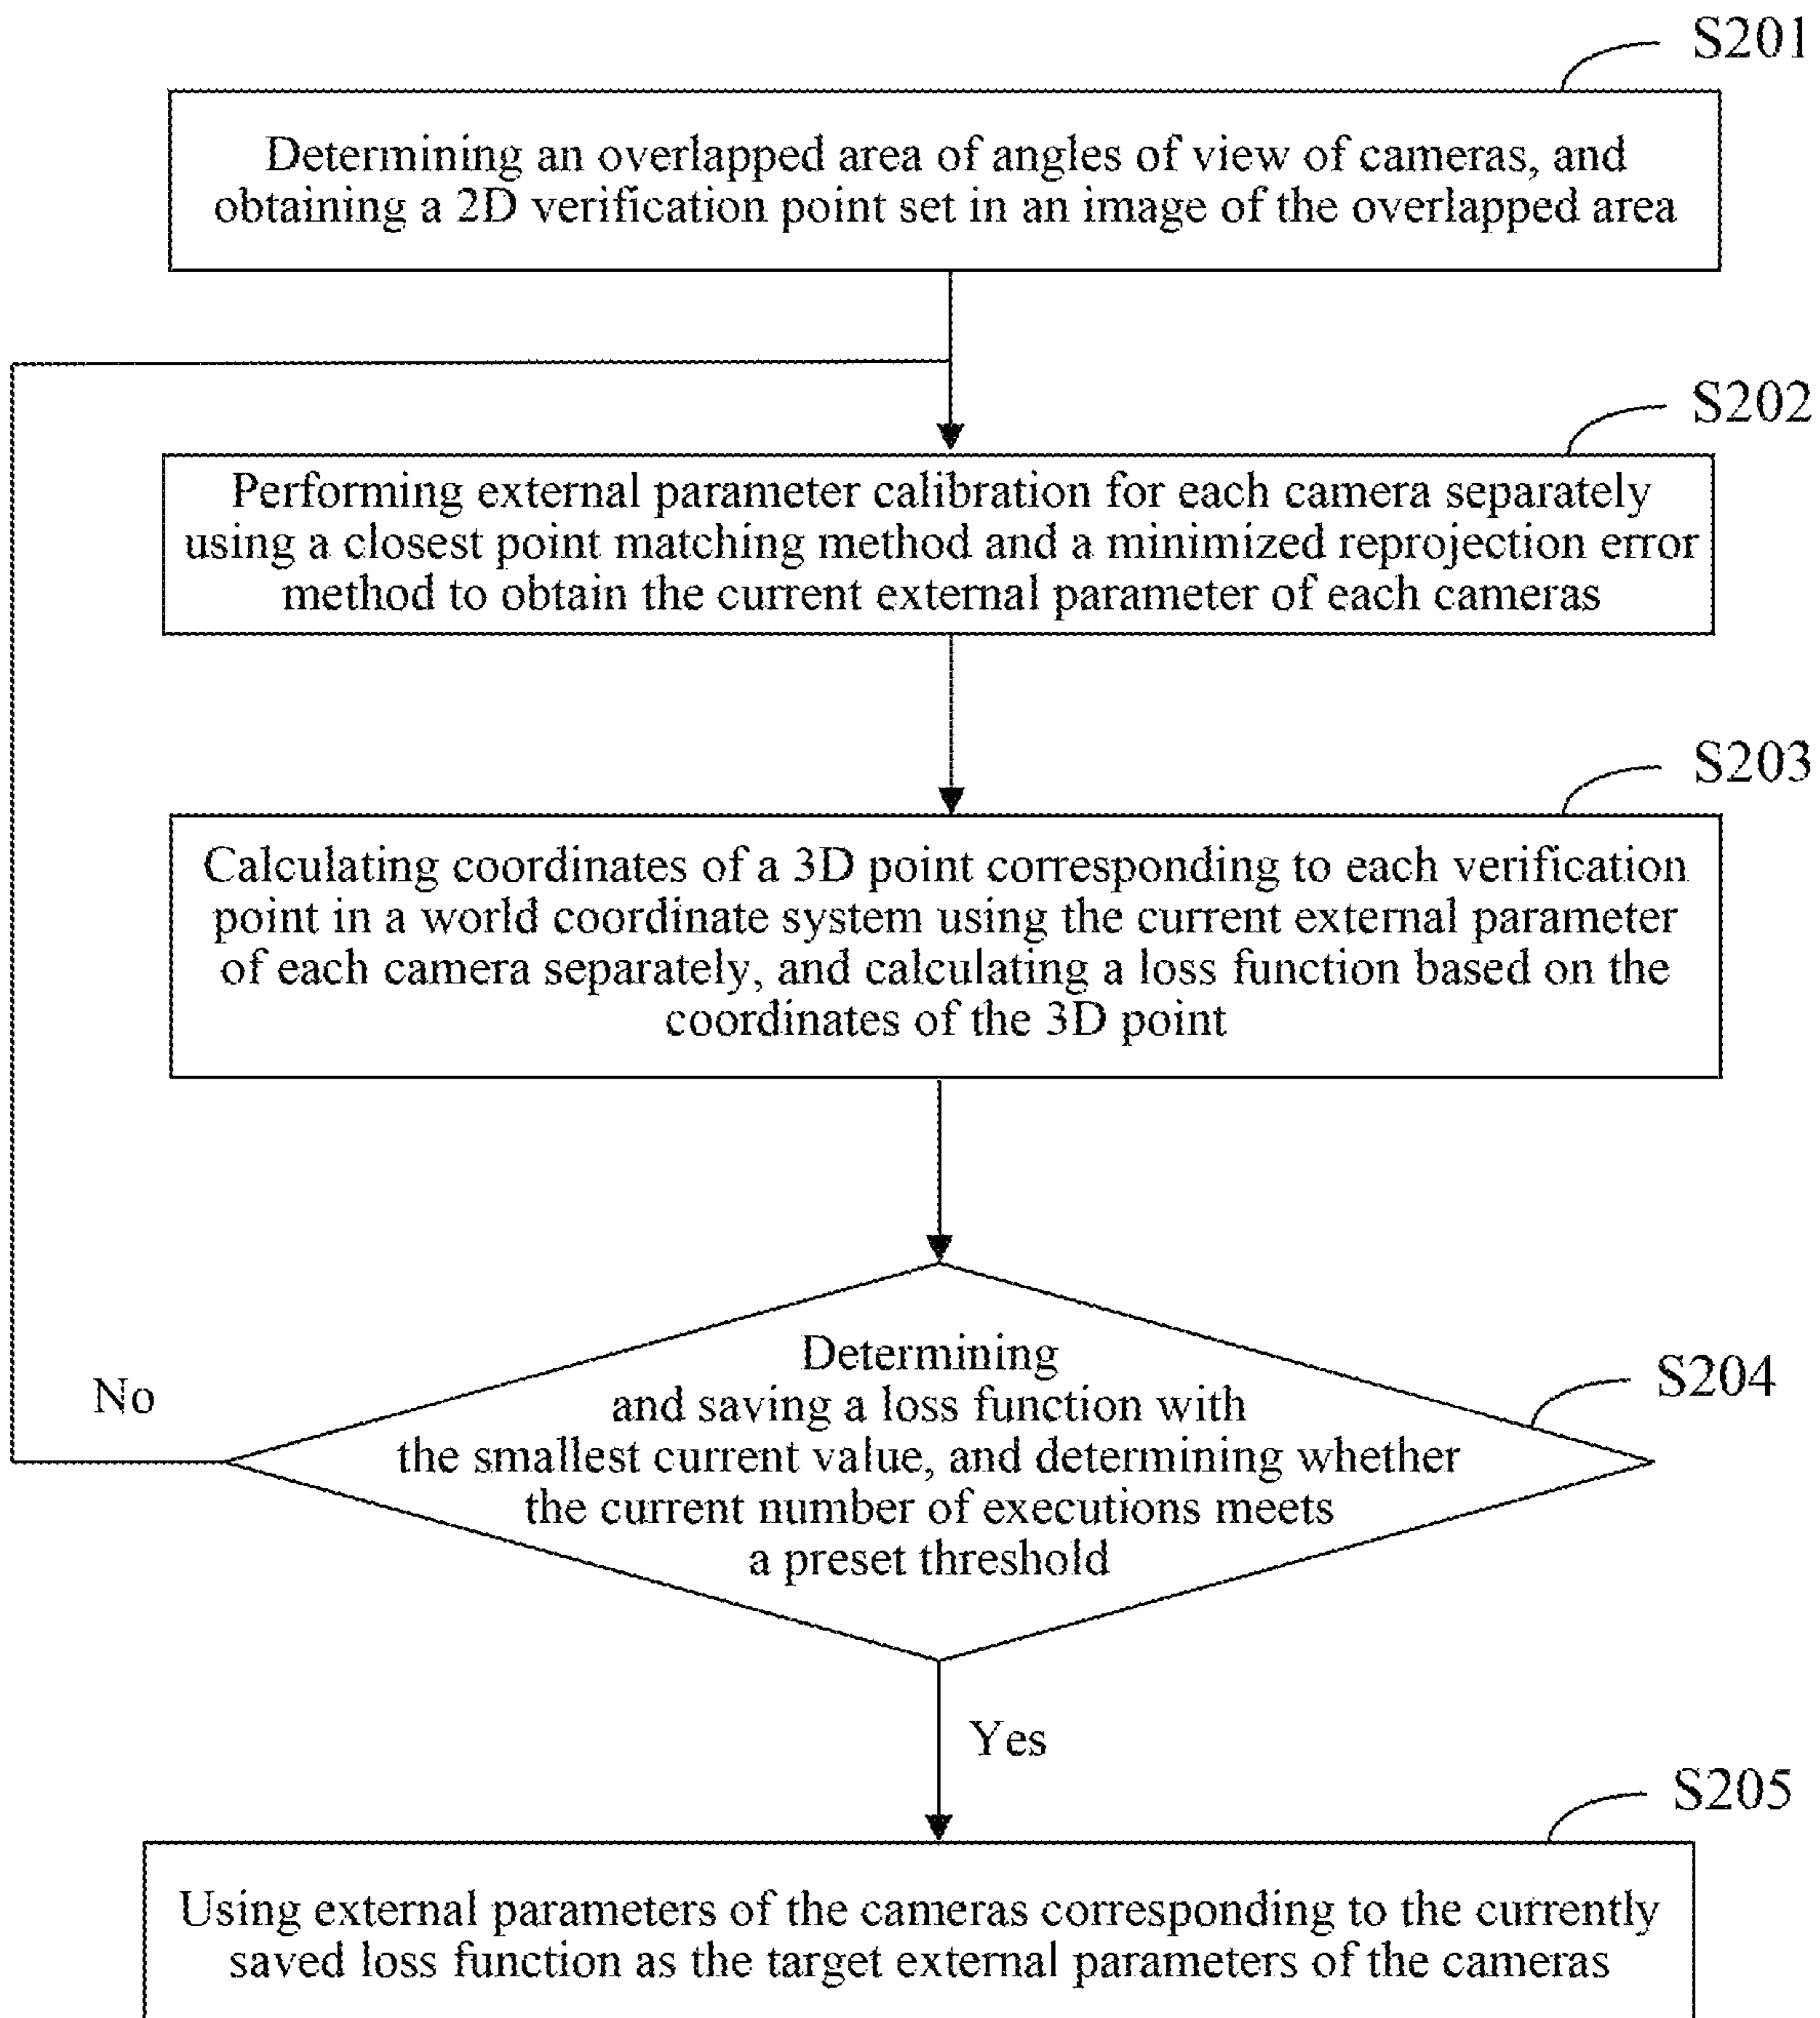 S201
Determining an overlapped area of angles of view of cameras, and
obtaining a 2D verification point set in an image of the overlapped area
S202
Performing external parameter calibration for each camera separately
using a closest point matching method and a minimized reprojection error
method to obtain the current external parameter of each cameras
S203
Calculating coordinates of a 3D point corresponding to each verification
point in a world coordinate system using the current external parameter
of each camera separately, and calculating a loss function based on the
coordinates of the 3D point
Determining
and saving a loss function with
the smallest current value, and determining whether
the current number of executions meets
a preset threshold
S204
No
Yes
S205
Using external parameters of the cameras corresponding to the currently
saved loss function as the target external parameters of the cameras